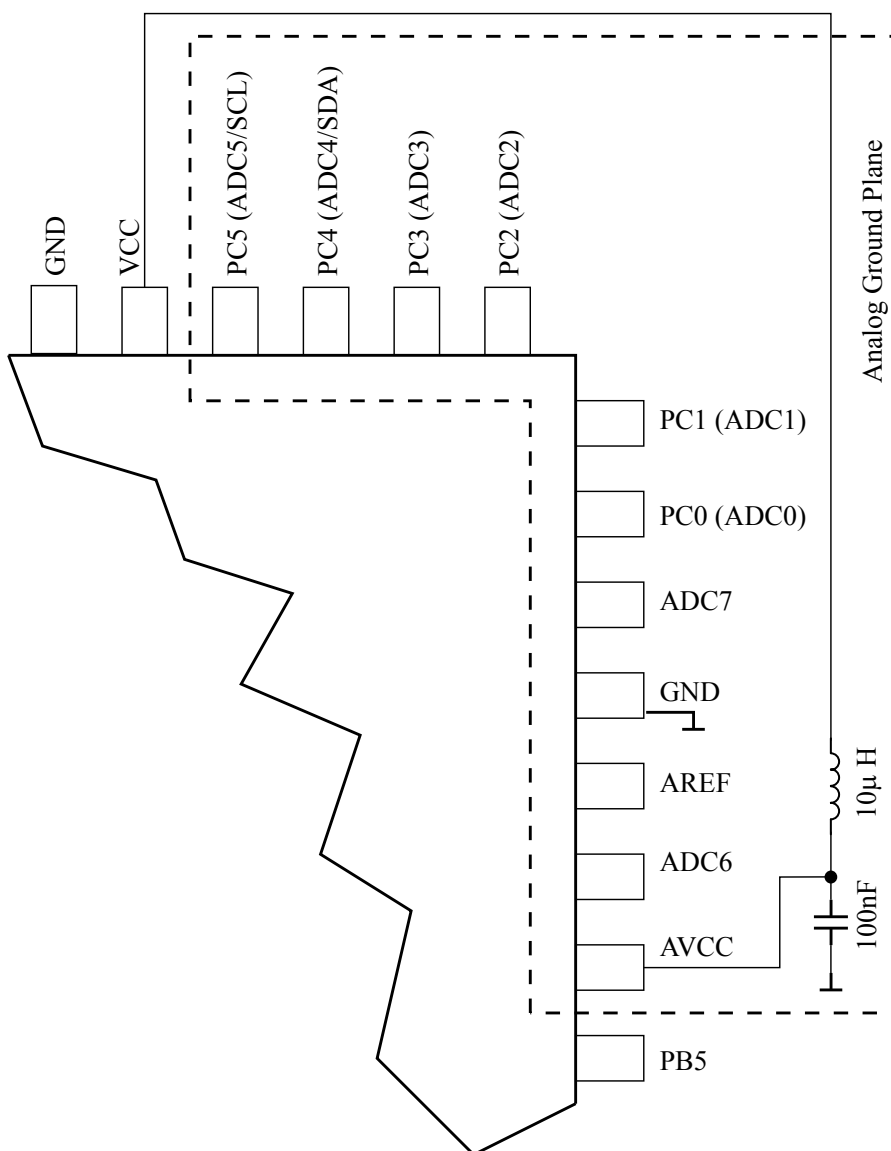 GND
VCC
PC5 (ADC5/SCL)
PC4 (ADC4/SDA)
PC3 (ADC3)
PC2 (ADC2)
Analog Ground Plane
PC1 (ADC1)
PC0 (ADC0)
ADC7
GND
AREF
10µ H
ADC6
AVCC
100nF
PB5